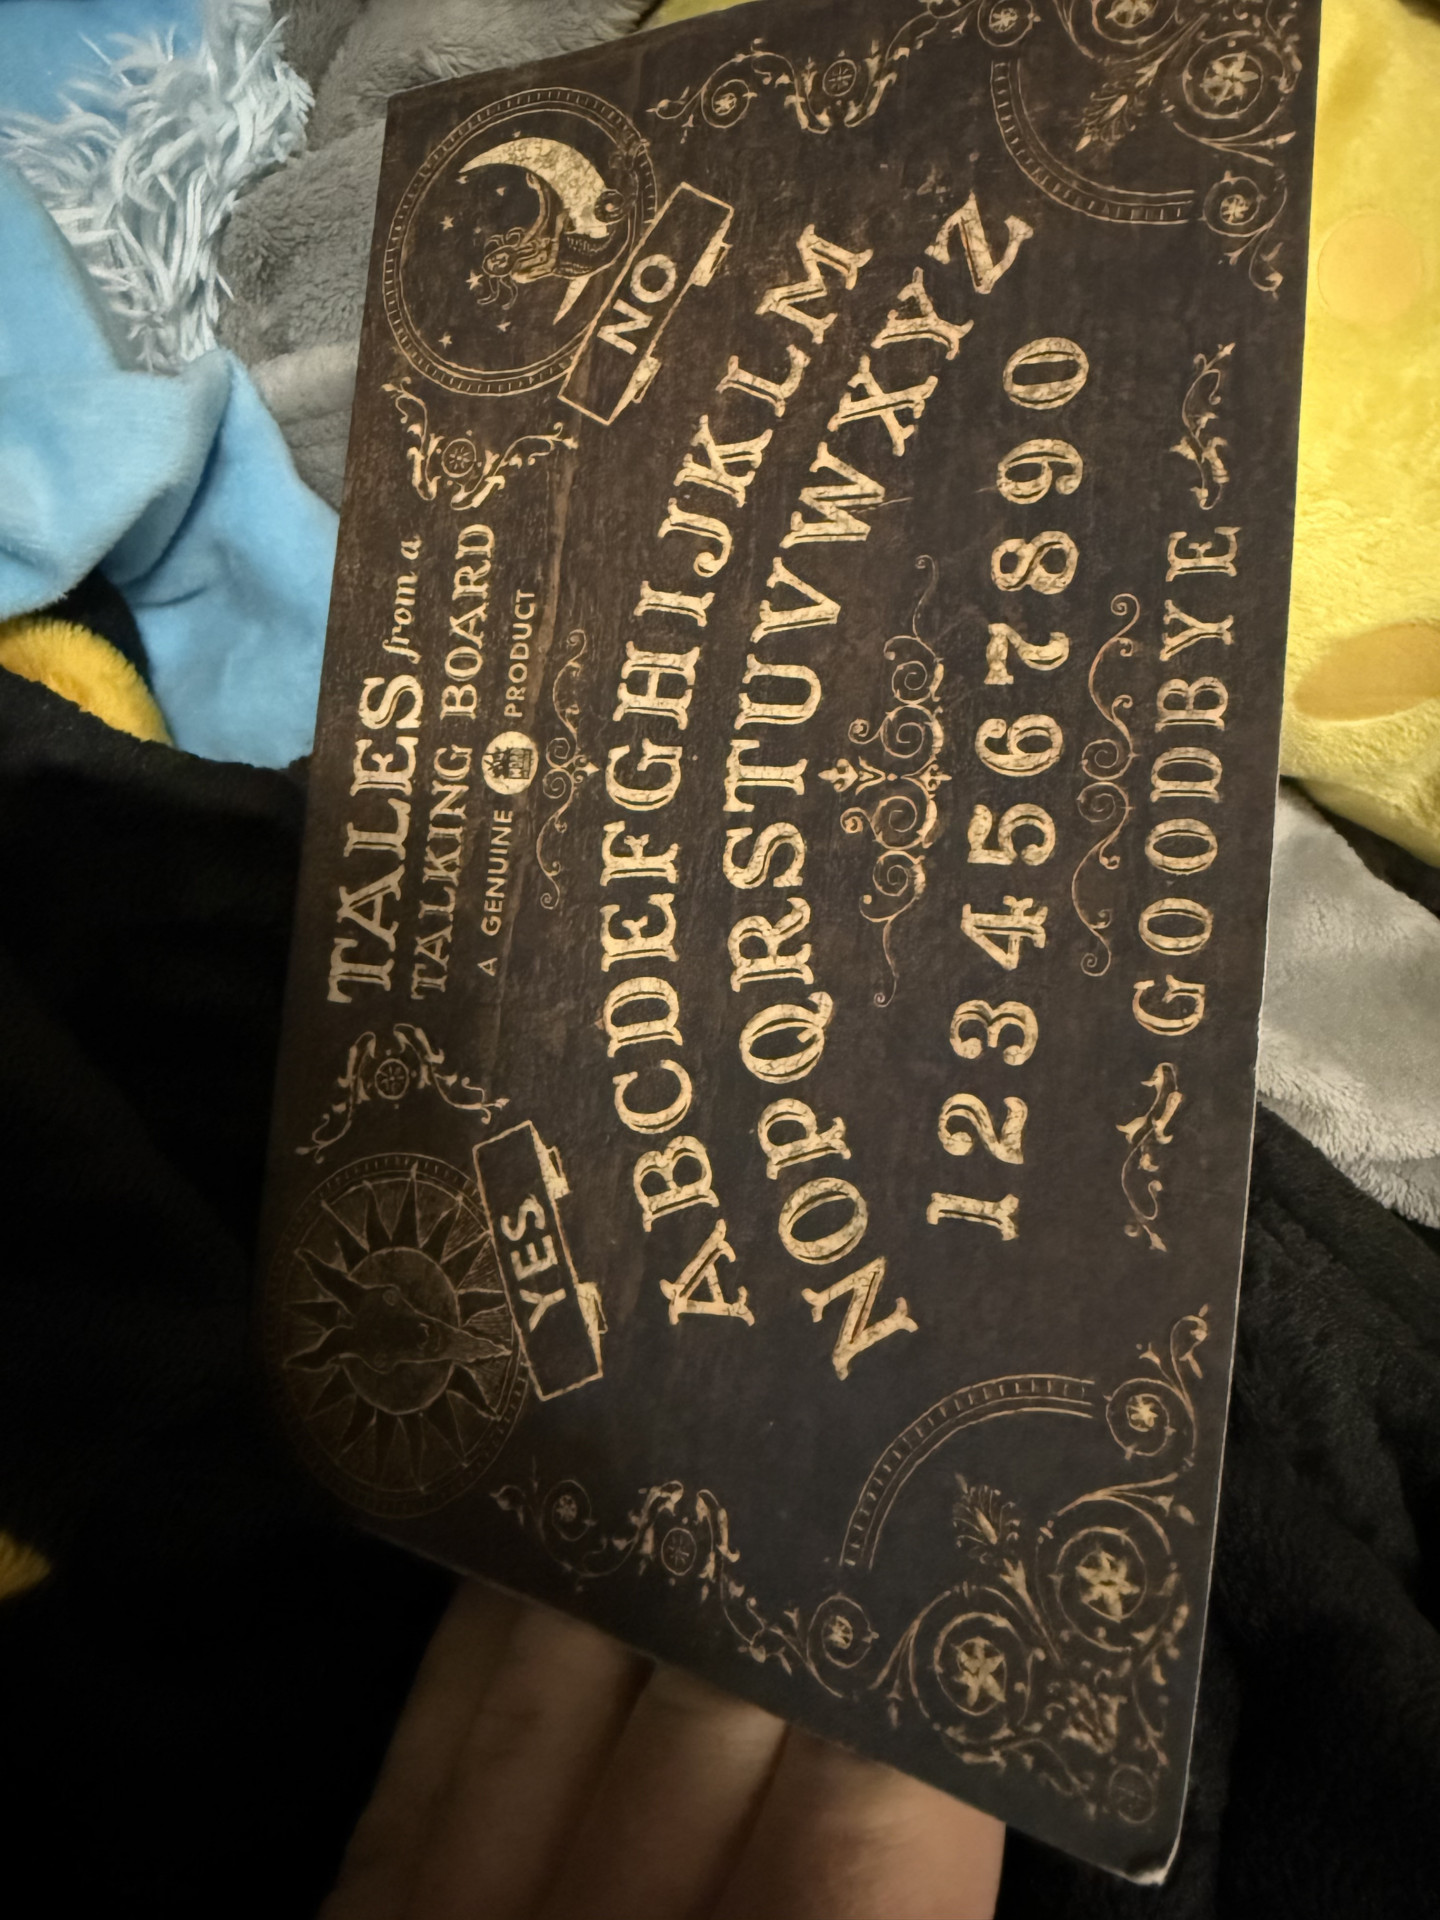 TALES from a
TALKING BOARD
A GENUINE PRODUCT
YES
NO
ABCDEFGHIJKLM
NOPQRSTUVWXYZ
1234567890
GOODBYE